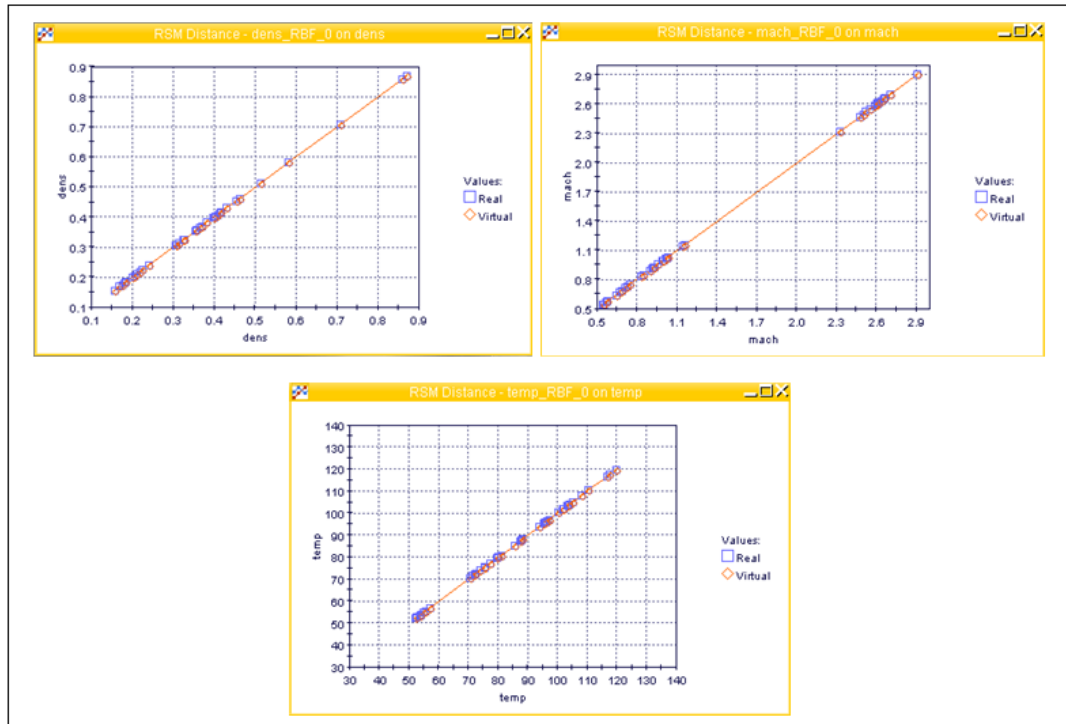 RSM Distance - dens_RBF_0 on dens
0.9
0.8
0.7
0.6
0.5
0.4
0.3
0.2
0.1
dens
0.1 0.2 0.3 0.4 0.5 0.6 0.7 0.8 0.9
dens
Values:
Real
Virtual
RSM Distance - mach_RBF_0 on mach
2.9
2.6
2.3
2.0
1.7
1.4
1.1
0.8
0.5
mach
0.5 0.8 1.1 1.4 1.7 2.0 2.3 2.6 2.9
mach
Values:
Real
Virtual
RSM Distance - temp_RBF_0 on temp
140
130
120
110
100
90
80
70
60
50
40
30
temp
30 40 50 60 70 80 90 100 110 120 130 140
temp
Values:
Real
Virtual